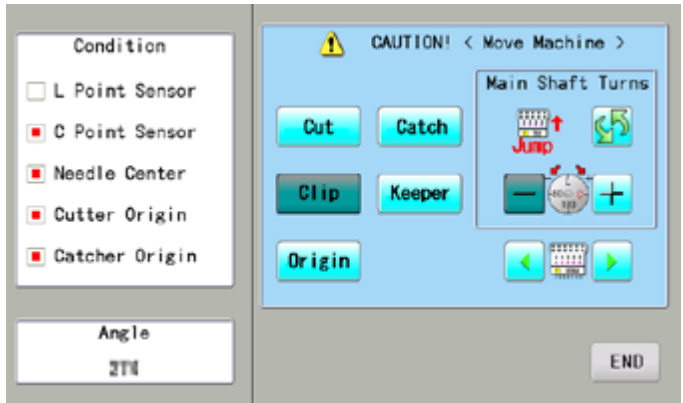 Condition
L Point Sensor
C Point Sensor
Needle Center
Cutter Origin
Catcher Origin
Angle
CAUTION! < Move Machine >
Main Shaft Turns
Cut
Catch
Jump
Clip
Keeper
Origin
END